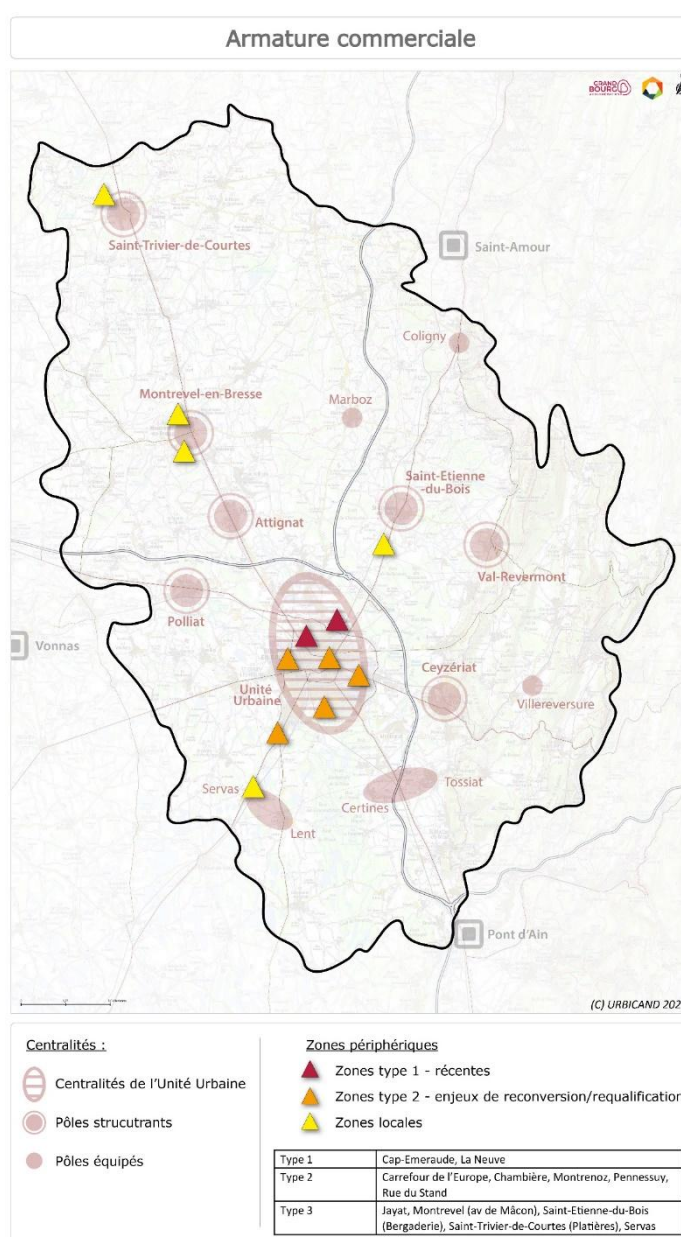 Armature commerciale
GRAND
BOURG
Saint-Trivier-de-Courtes
Saint-Amour
Coligny
Montrevel-en-Bresse
Marboz
Saint-Etienne
-du-Bois
Attignat
Val-Revermont
Polliat
Vonnas
Unité
Urbaine
Ceyzériat
Villereversure
Servas
Tossiat
Certines
Lent
Pont d'Ain
(C) URBICAND 202
Centralités :
Centralités de l'Unité Urbaine
Pôles strucutrants
Pôles équipés
Zones périphériques
Zones type 1 - récentes
Zones type 2 - enjeux de reconversion/requalification
Zones locales
Type 1 Cap-Emeraude, La Neuve
Type 2 Carrefour de l'Europe, Chambière, Montrenoz, Pennessuy,
Rue du Stand
Type 3 Jayat, Montrevel (av de Mâcon), Saint-Etienne-du-Bois
(Bergaderie), Saint-Trivier-de-Courtes (Platières), Servas